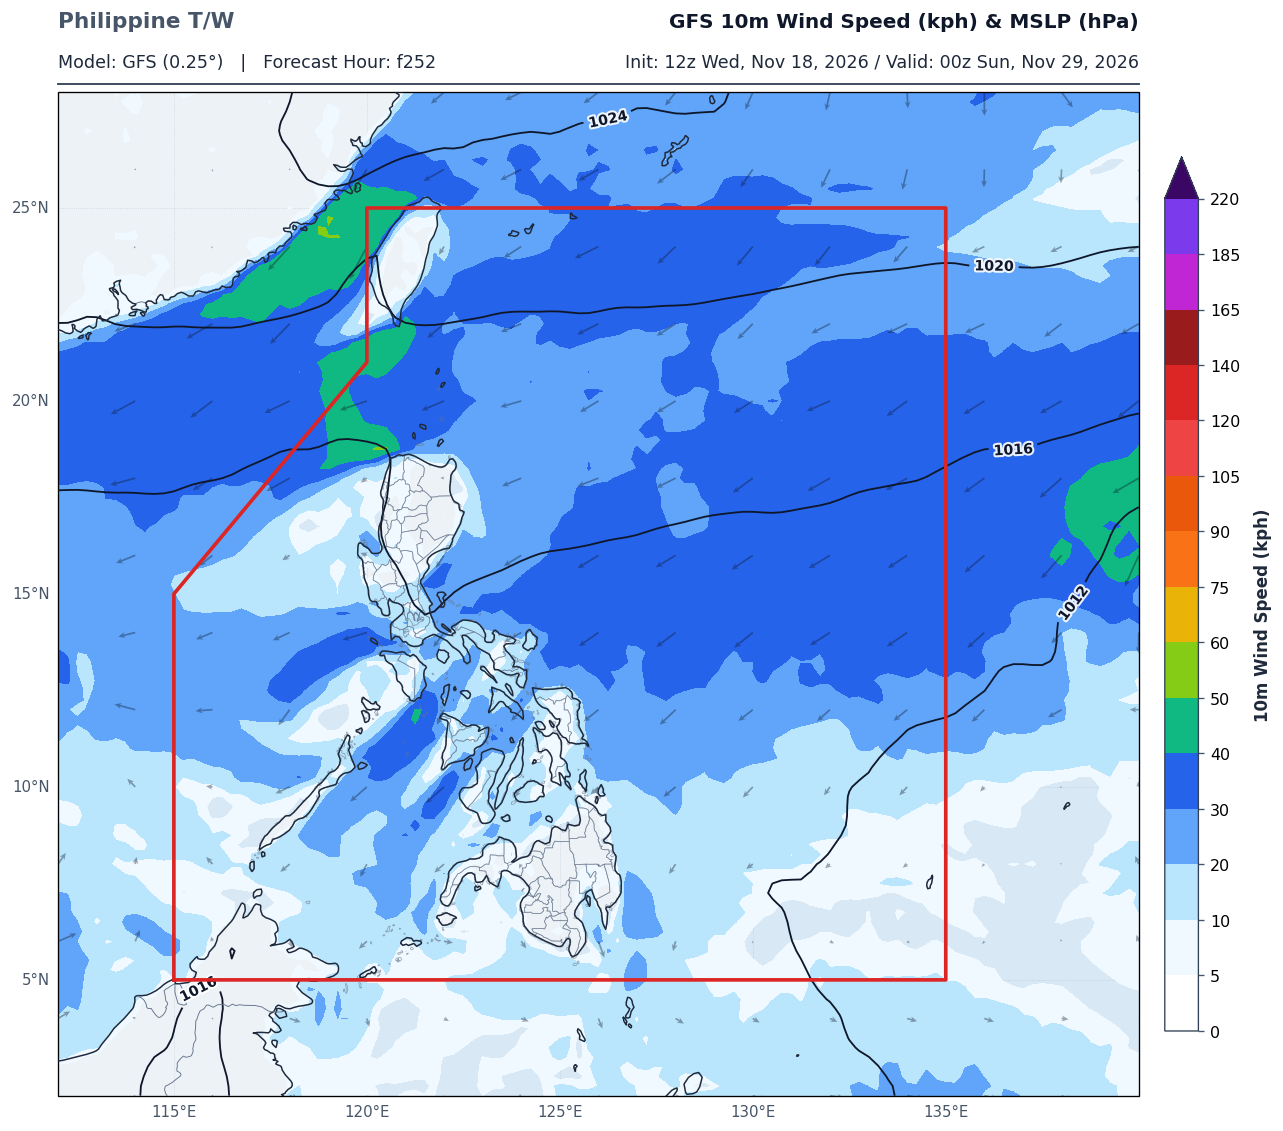 Philippine T/W
GFS 10m Wind Speed (kph) & MSLP (hPa)
Model: GFS (0.25°) | Forecast Hour: f252
Init: 12z Wed, Nov 18, 2026 / Valid: 00z Sun, Nov 29, 2026
1024
1020
1016
1012
1016
25°N
20°N
15°N
10°N
5°N
115°E
120°E
125°E
130°E
135°E
220
185
165
140
120
105
90
75
60
50
40
30
20
10
5
0
10m Wind Speed (kph)